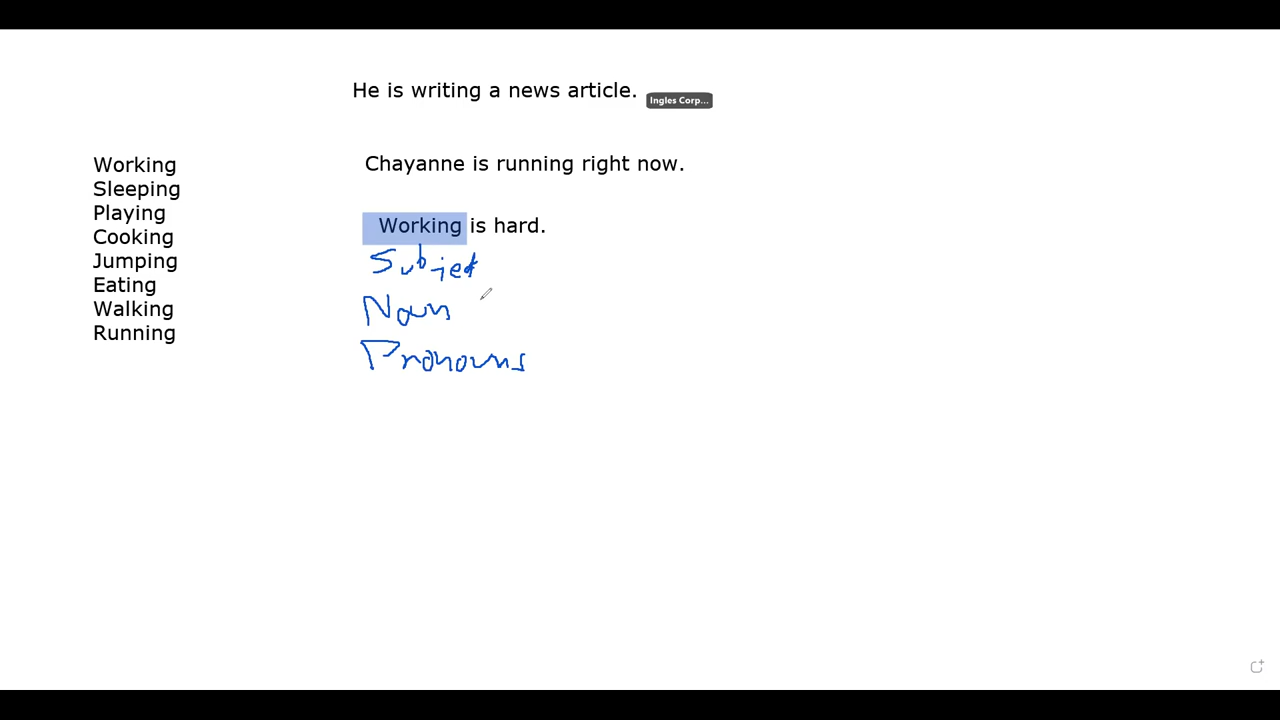 He is writing a news article.
Ingles Corp...
Chayanne is running right now.
Working
Sleeping
Playing
Cooking
Jumping
Eating
Walking
Running
Working is hard.
Subject
Noun
Pronouns